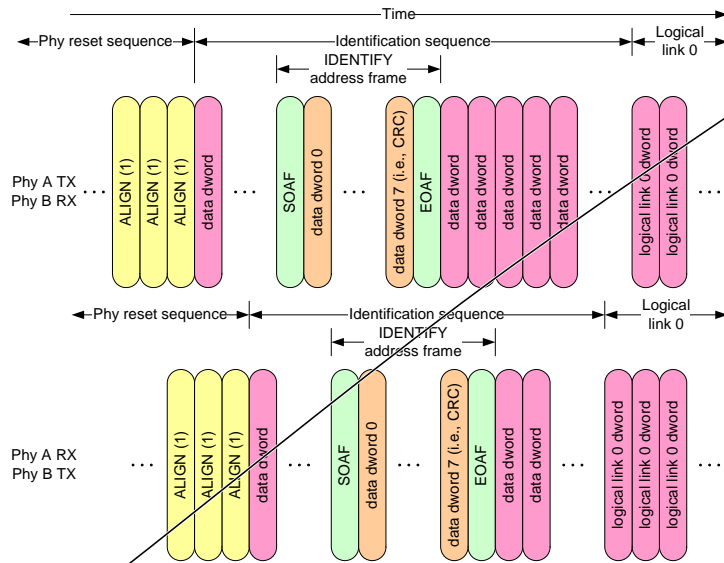 Time
Phy reset sequence
Identification sequence
Logical
link 0
IDENTIFY
address frame
Phy A TX
Phy B RX
...
ALIGN (1)
ALIGN (1)
ALIGN (1)
data dword
...
SOAF
data dword 0
...
data dword 7 (i.e., CRC)
EOAF
data dword
data dword
data dword
data dword
data dword
...
logical link 0 dword
logical link 0 dword
...
Phy reset sequence
Identification sequence
Logical
link 0
IDENTIFY
address frame
Phy A RX
Phy B TX
...
ALIGN (1)
ALIGN (1)
ALIGN (1)
data dword
...
SOAF
data dword 0
...
data dword 7 (i.e., CRC)
EOAF
data dword
data dword
...
logical link 0 dword
logical link 0 dword
logical link 0 dword
...